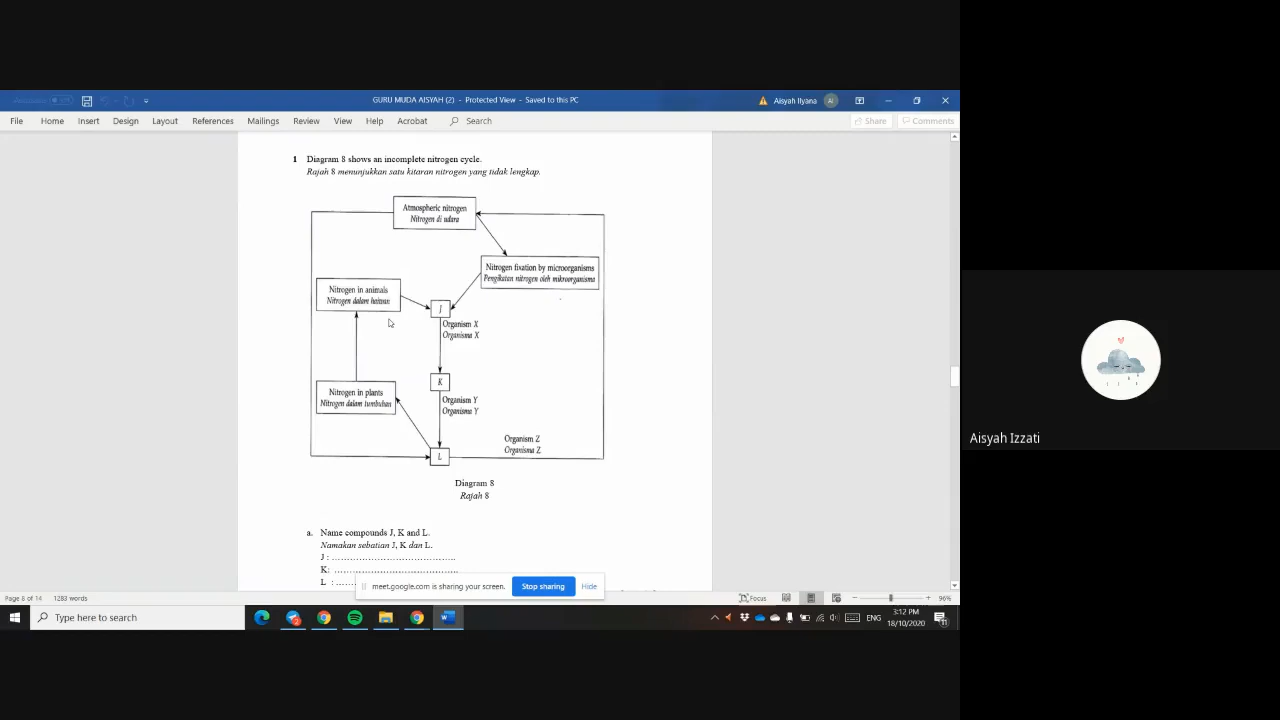 GURU MUDA AISYAH (2) - Protected View - Saved to this PC
Aisyah Ilyana
AI
File Home Insert Design Layout References Mailings Review View Help Acrobat Search
Share Comments
1 Diagram 8 shows an incomplete nitrogen cycle.
Rajah 8 menunjukkan satu kitaran nitrogen yang tidak lengkap.
Atmospheric nitrogen
Nitrogen di udara
Nitrogen fixation by microorganisms
Pengikatan nitrogen oleh mikroorganisma
Nitrogen in animals
Nitrogen dalam haiwan
J
Organism X
Organisma X
K
Nitrogen in plants
Nitrogen dalam tumbuhan
Organism Y
Organisma Y
Organism Z
Organisma Z
L
Diagram 8
Rajah 8
a. Name compounds J, K and L.
Namakan sebatian J, K dan L.
J : ……………………………………
K: ……………………………………
L : ……
meet.google.com is sharing your screen. Stop sharing Hide
Page 8 of 14 1283 words
Focus
96%
Type here to search
ENG
3:12 PM
18/10/2020
Aisyah Izzati